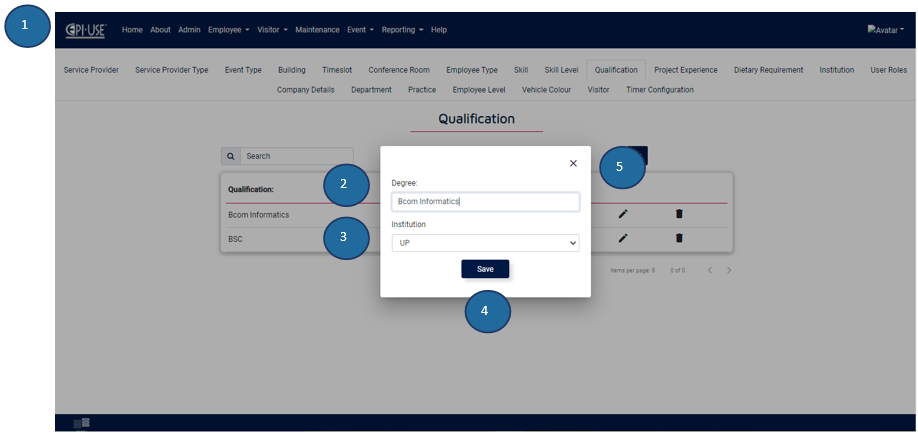 1
EPI-USE
Home About Admin Employee Visitor Maintenance Event Reporting Help
Avatar
Service Provider Service Provider Type Event Type Building Timeslot Conference Room Employee Type Skill Skill Level Qualification Project Experience Dietary Requirement Institution User Roles
Company Details Department Practice Employee Level Vehicle Colour Visitor Timer Configuration
Qualification
Search
5
Degree:
2
Qualification:
Bcom Informatics
Bcom Informatics
Institution
3
BSC
UP
Save
Items per page: 8 0 of 0
4